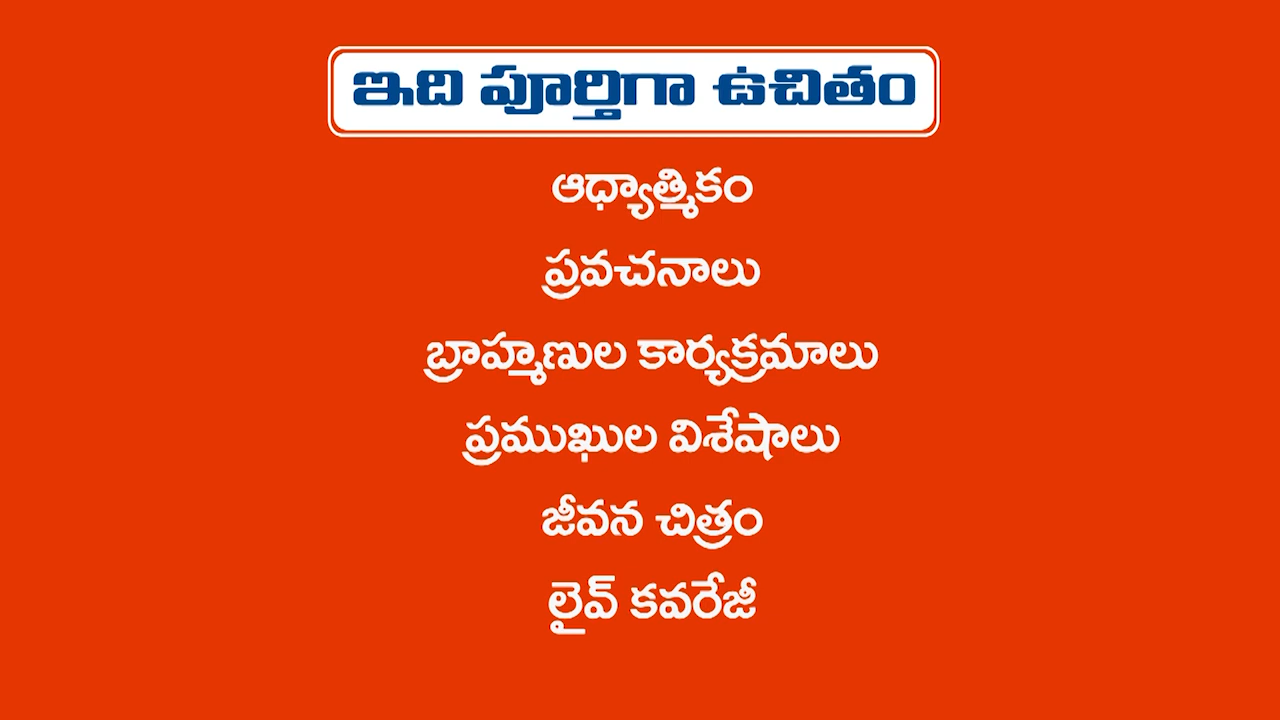 ఇది పూర్తిగా ఉచితం
ఆధ్యాత్మికం
ప్రవచనాలు
బ్రాహ్మణుల కార్యక్రమాలు
ప్రముఖుల విశేషాలు
జీవన చిత్రం
లైవ్ కవరేజీ